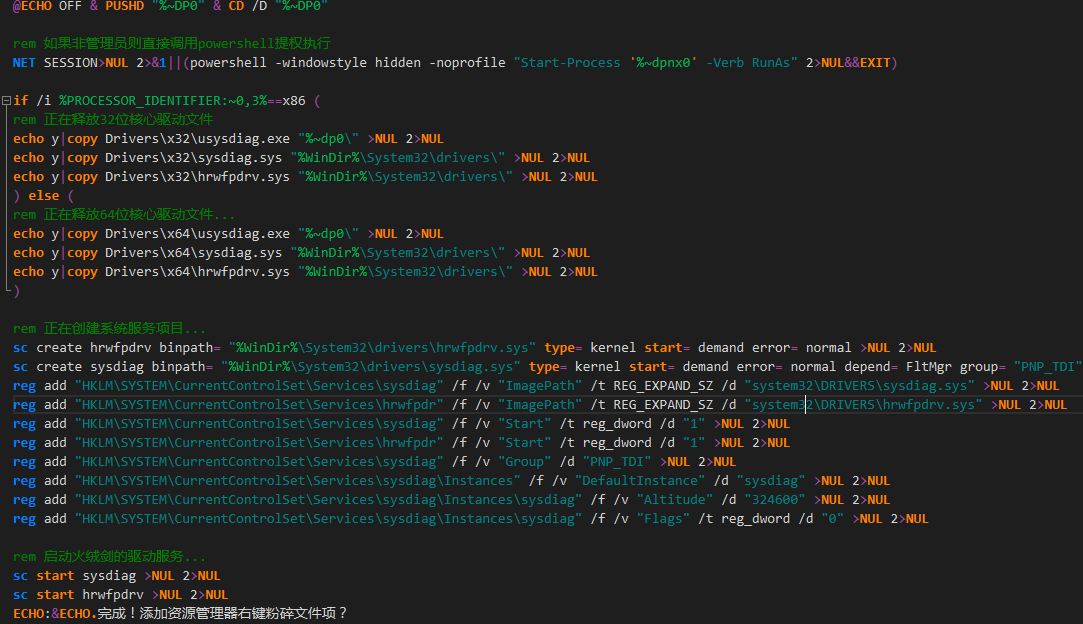 @ECHO OFF & PUSHD "%~DP0" & CD /D "%~DP0"
rem 如果非管理员则直接调用powershell提权执行
NET SESSION>NUL 2>&1||(powershell -windowstyle hidden -noprofile "Start-Process '%~dpnx0' -Verb RunAs" 2>NUL&&EXIT)
if /i %PROCESSOR_IDENTIFIER:~0,3%==x86 (
rem 正在释放32位核心驱动文件
echo y|copy Drivers\x32\usysdiag.exe "%~dp0\" >NUL 2>NUL
echo y|copy Drivers\x32\sysdiag.sys "%WinDir%\System32\drivers\" >NUL 2>NUL
echo y|copy Drivers\x32\hrwfpdrv.sys "%WinDir%\System32\drivers\" >NUL 2>NUL
) else (
rem 正在释放64位核心驱动文件...
echo y|copy Drivers\x64\usysdiag.exe "%~dp0\" >NUL 2>NUL
echo y|copy Drivers\x64\sysdiag.sys "%WinDir%\System32\drivers\" >NUL 2>NUL
echo y|copy Drivers\x64\hrwfpdrv.sys "%WinDir%\System32\drivers\" >NUL 2>NUL
)
rem 正在创建系统服务项目...
sc create hrwfpdrv binpath= "%WinDir%\System32\drivers\hrwfpdrv.sys" type= kernel start= demand error= normal >NUL 2>NUL
sc create sysdiag binpath= "%WinDir%\System32\drivers\sysdiag.sys" type= kernel start= demand error= normal depend= FltMgr group= "PNP_TDI"
reg add "HKLM\SYSTEM\CurrentControlSet\Services\sysdiag" /f /v "ImagePath" /t REG_EXPAND_SZ /d "system32\DRIVERS\sysdiag.sys" >NUL 2>NUL
reg add "HKLM\SYSTEM\CurrentControlSet\Services\hrwfpdr" /f /v "ImagePath" /t REG_EXPAND_SZ /d "system32\DRIVERS\hrwfpdrv.sys" >NUL 2>NUL
reg add "HKLM\SYSTEM\CurrentControlSet\Services\sysdiag" /f /v "Start" /t reg_dword /d "1" >NUL 2>NUL
reg add "HKLM\SYSTEM\CurrentControlSet\Services\hrwfpdr" /f /v "Start" /t reg_dword /d "1" >NUL 2>NUL
reg add "HKLM\SYSTEM\CurrentControlSet\Services\sysdiag" /f /v "Group" /d "PNP_TDI" >NUL 2>NUL
reg add "HKLM\SYSTEM\CurrentControlSet\Services\sysdiag\Instances" /f /v "DefaultInstance" /d "sysdiag" >NUL 2>NUL
reg add "HKLM\SYSTEM\CurrentControlSet\Services\sysdiag\Instances\sysdiag" /f /v "Altitude" /d "324600" >NUL 2>NUL
reg add "HKLM\SYSTEM\CurrentControlSet\Services\sysdiag\Instances\sysdiag" /f /v "Flags" /t reg_dword /d "0" >NUL 2>NUL
rem 启动火绒剑的驱动服务...
sc start sysdiag >NUL 2>NUL
sc start hrwfpdrv >NUL 2>NUL
ECHO:&ECHO.完成！添加资源管理器右键粉碎文件项？